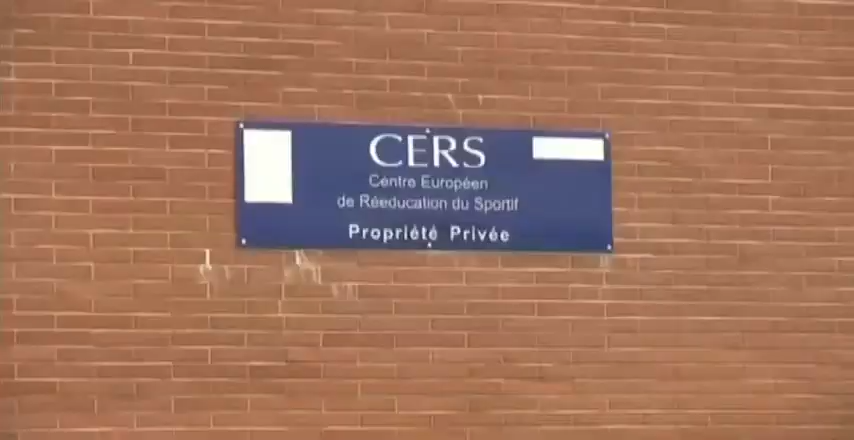 CERS
Centre Européen
de Rééducation du Sportif
Propriété Privée